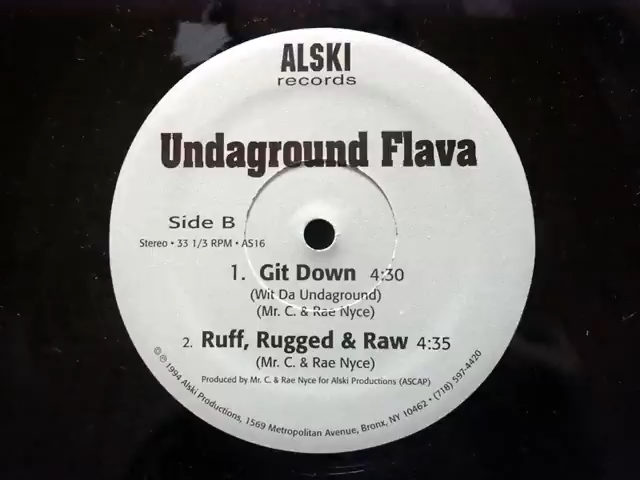 ALSKI
records
Undaground Flava
Side B
Stereo • 33 1/3 RPM • AS16
1. Git Down 4:30
(Wit Da Undaground)
(Mr. C. & Rae Nyce)
2. Ruff, Rugged & Raw 4:35
(Mr. C. & Rae Nyce)
Produced by Mr. C. & Rae Nyce for Alski Productions (ASCAP)
© ℗ 1994 Alski Productions, 1569 Metropolitan Avenue, Bronx, NY 10462 • (718) 597-4420